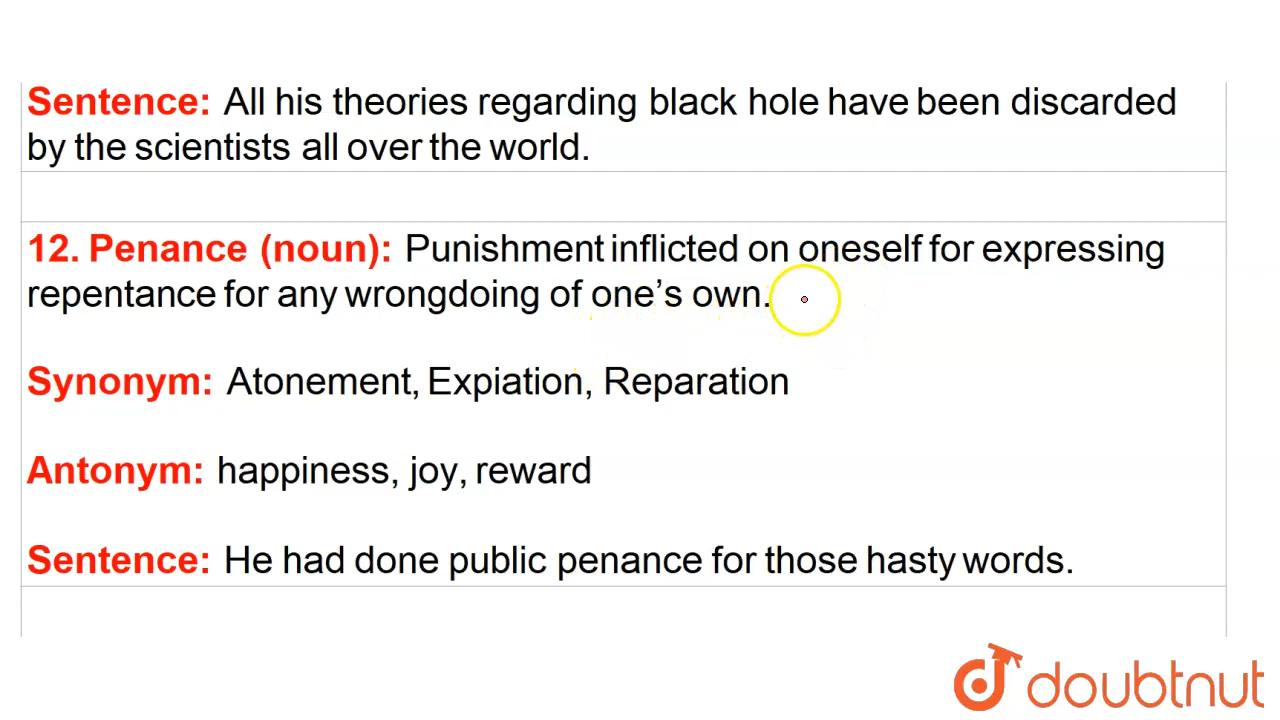 Sentence: All his theories regarding black hole have been discarded
by the scientists all over the world.
12. Penance (noun): Punishment inflicted on oneself for expressing
repentance for any wrongdoing of one’s own.
Synonym: Atonement, Expiation, Reparation
Antonym: happiness, joy, reward
Sentence: He had done public penance for those hasty words.
doubtnut